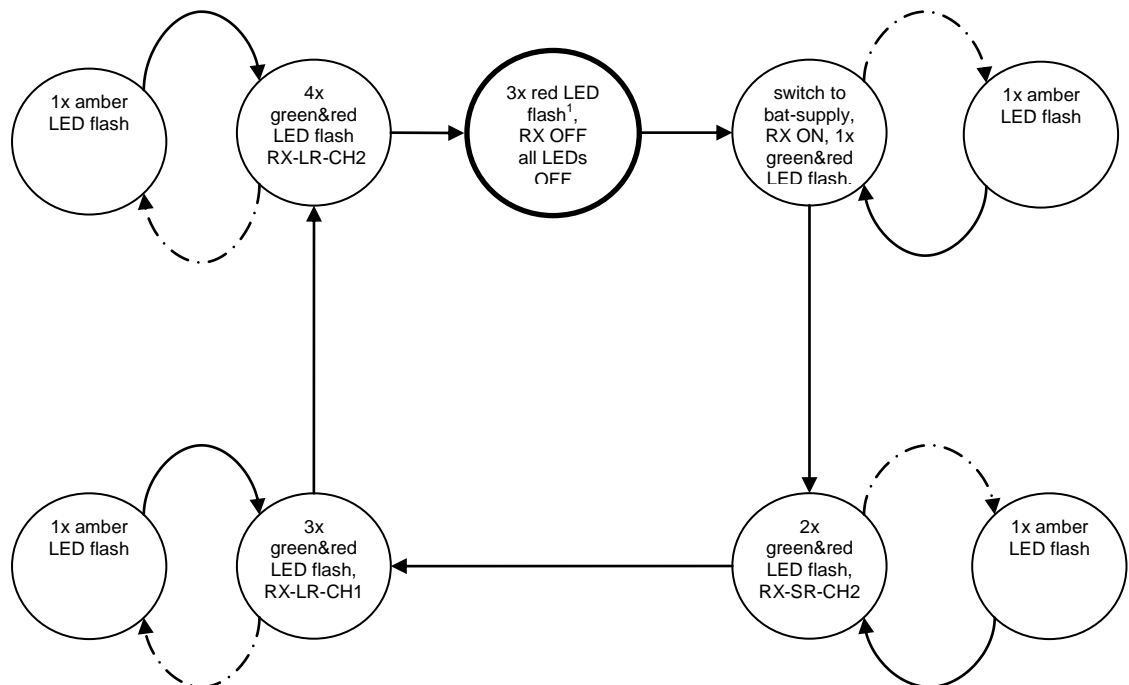 1x amber
LED flash
4x
green&red
LED flash
RX-LR-CH2
3x red LED
flash¹,
RX OFF
all LEDs
OFF
switch to
bat-supply,
RX ON, 1x
green&red
LED flash,
1x amber
LED flash
1x amber
LED flash
3x
green&red
LED flash,
RX-LR-CH1
2x
green&red
LED flash,
RX-SR-CH2
1x amber
LED flash